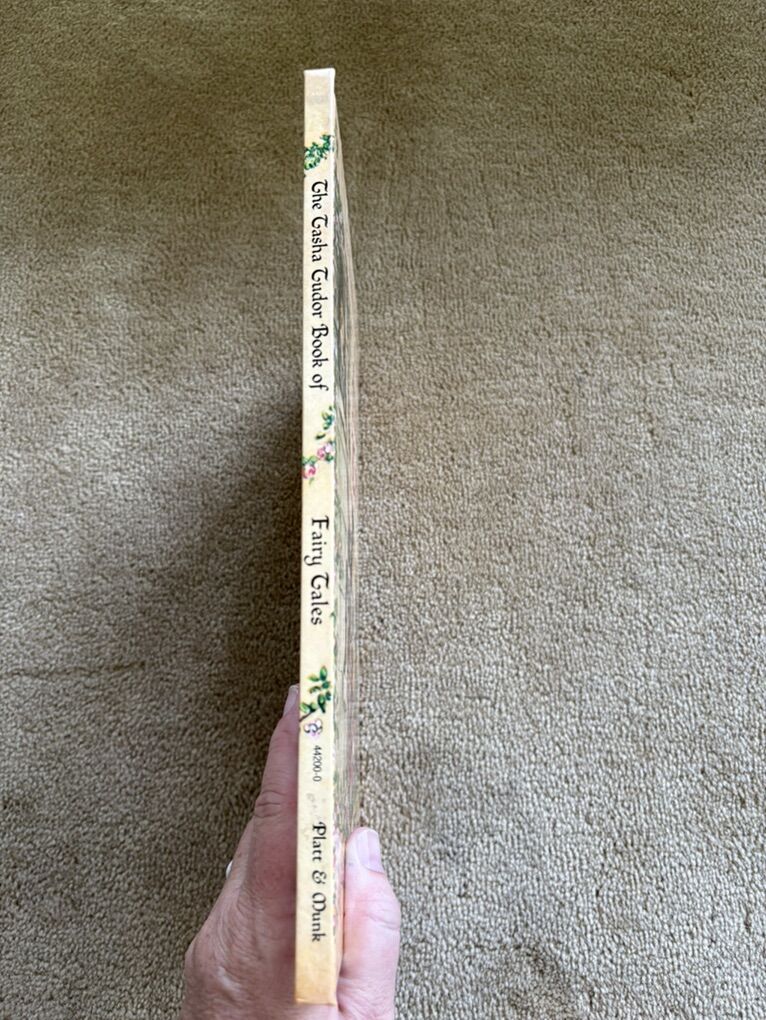 The Tasha Tudor Book of
Fairy Tales
44200-0
Platt & Munk